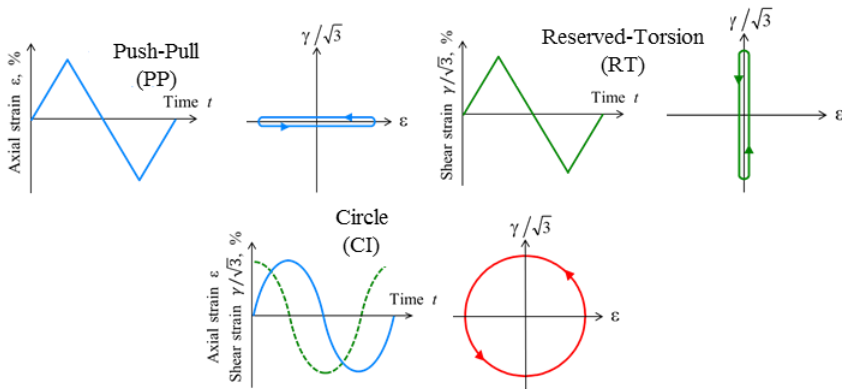 Push-Pull
(PP)
Axial strain ε, %
Time t
γ/√3
ε
Reserved-Torsion
(RT)
Shear strain γ/√3, %
Time t
γ/√3
ε
Circle
(CI)
Axial strain ε
Shear strain γ/√3, %
Time t
γ/√3
ε